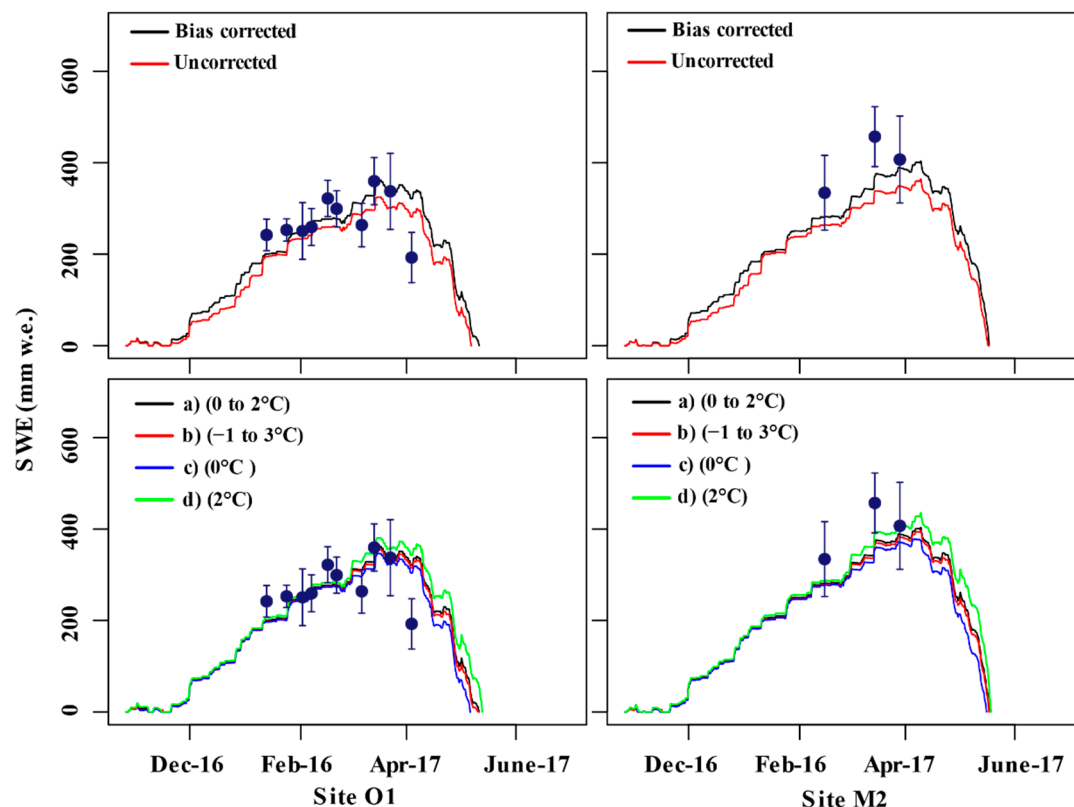 Bias corrected
Uncorrected
Bias corrected
Uncorrected
600
400
200
0
SWE (mm w.e.)
a) (0 to 2°C)
b) (−1 to 3°C)
c) (0°C )
d) (2°C)
a) (0 to 2°C)
b) (−1 to 3°C)
c) (0°C )
d) (2°C)
600
400
200
0
Dec-16 Feb-16 Apr-17 June-17 Dec-16 Feb-16 Apr-17 June-17
Site O1 Site M2